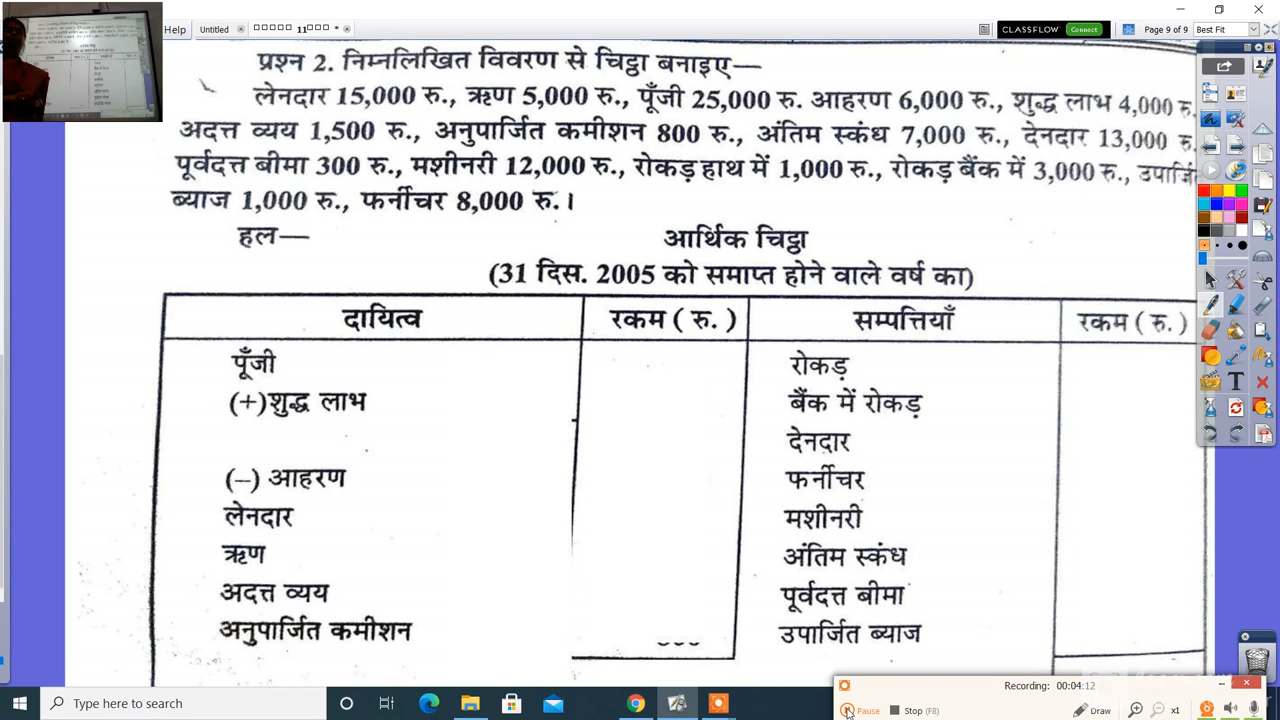 Help Untitled 11 * CLASSFLOW Connect Page 9 of 9 Best Fit
प्रश्न 2. निम्नलिखित विवरण से चिट्ठा बनाइए—
लेनदार 15,000 रु., ऋण 5,000 रु., पूँजी 25,000 रु. आहरण 6,000 रु., शुद्ध लाभ 4,000 रु.
अदत्त व्यय 1,500 रु., अनुपार्जित कमीशन 800 रु., अंतिम स्कंध 7,000 रु., देनदार 13,000 रु.
पूर्वदत्त बीमा 300 रु., मशीनरी 12,000 रु., रोकड़ हाथ में 1,000 रु., रोकड़ बैंक में 3,000 रु., उपार्जि
ब्याज 1,000 रु., फर्नीचर 8,000 रु.।
हल— आर्थिक चिट्ठा
(31 दिस. 2005 को समाप्त होने वाले वर्ष का)
दायित्व रकम ( रु. ) सम्पत्तियाँ रकम ( रु. )
पूँजी रोकड़
(+)शुद्ध लाभ बैंक में रोकड़
देनदार
(–) आहरण फर्नीचर
लेनदार मशीनरी
ऋण अंतिम स्कंध
अदत्त व्यय पूर्वदत्त बीमा
अनुपार्जित कमीशन उपार्जित ब्याज
Recording: 00:04:12
Pause Stop (F8) Draw x1
Type here to search